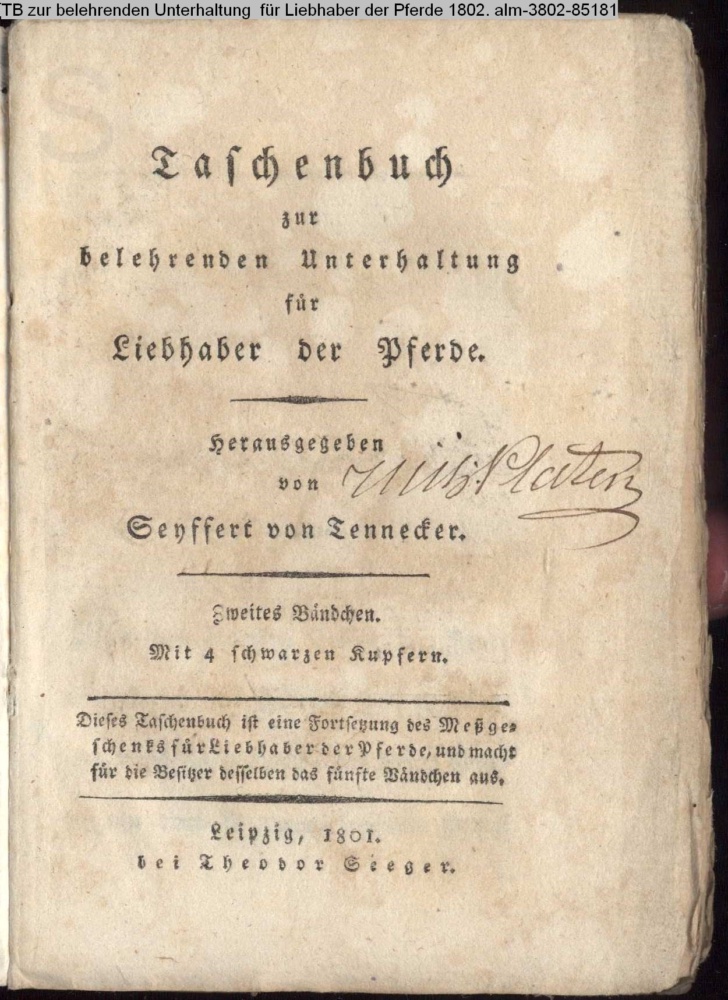 TB zur belehrenden Unterhaltung für Liebhaber der Pferde 1802. alm-3802-85181
Taschenbuch
zur
belehrenden Unterhaltung
für
Liebhaber der Pferde.
Herausgegeben
von
Platen
Seyffert von Tennecker.
Zweites Bändchen.
Mit 4 schwarzen Kupfern.
Dieses Taschenbuch ist eine Fortsetzung des Meßge-
schenks für Liebhaber der Pferde, und macht
für die Besitzer desselben das fünfte Bändchen aus.
Leipzig, 1801.
bei Theodor Seeger.